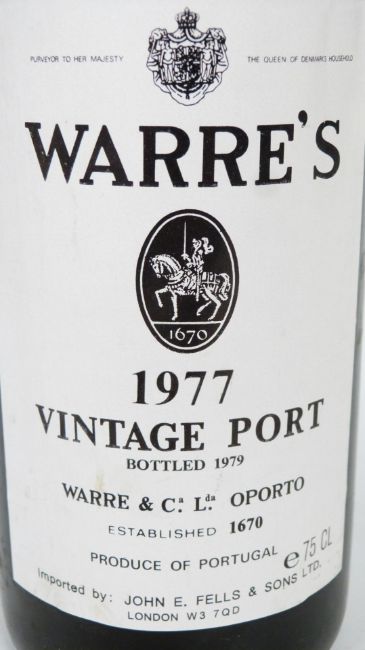 PURVEYOR TO HER MAJESTY THE QUEEN OF DENMARK'S HOUSEHOLD
WARRE'S
1670
1977
VINTAGE PORT
BOTTLED 1979
WARRE & Cª Lda OPORTO
ESTABLISHED 1670
PRODUCE OF PORTUGAL e 75 CL
Imported by: JOHN E. FELLS & SONS LTD.
LONDON W3 7QD